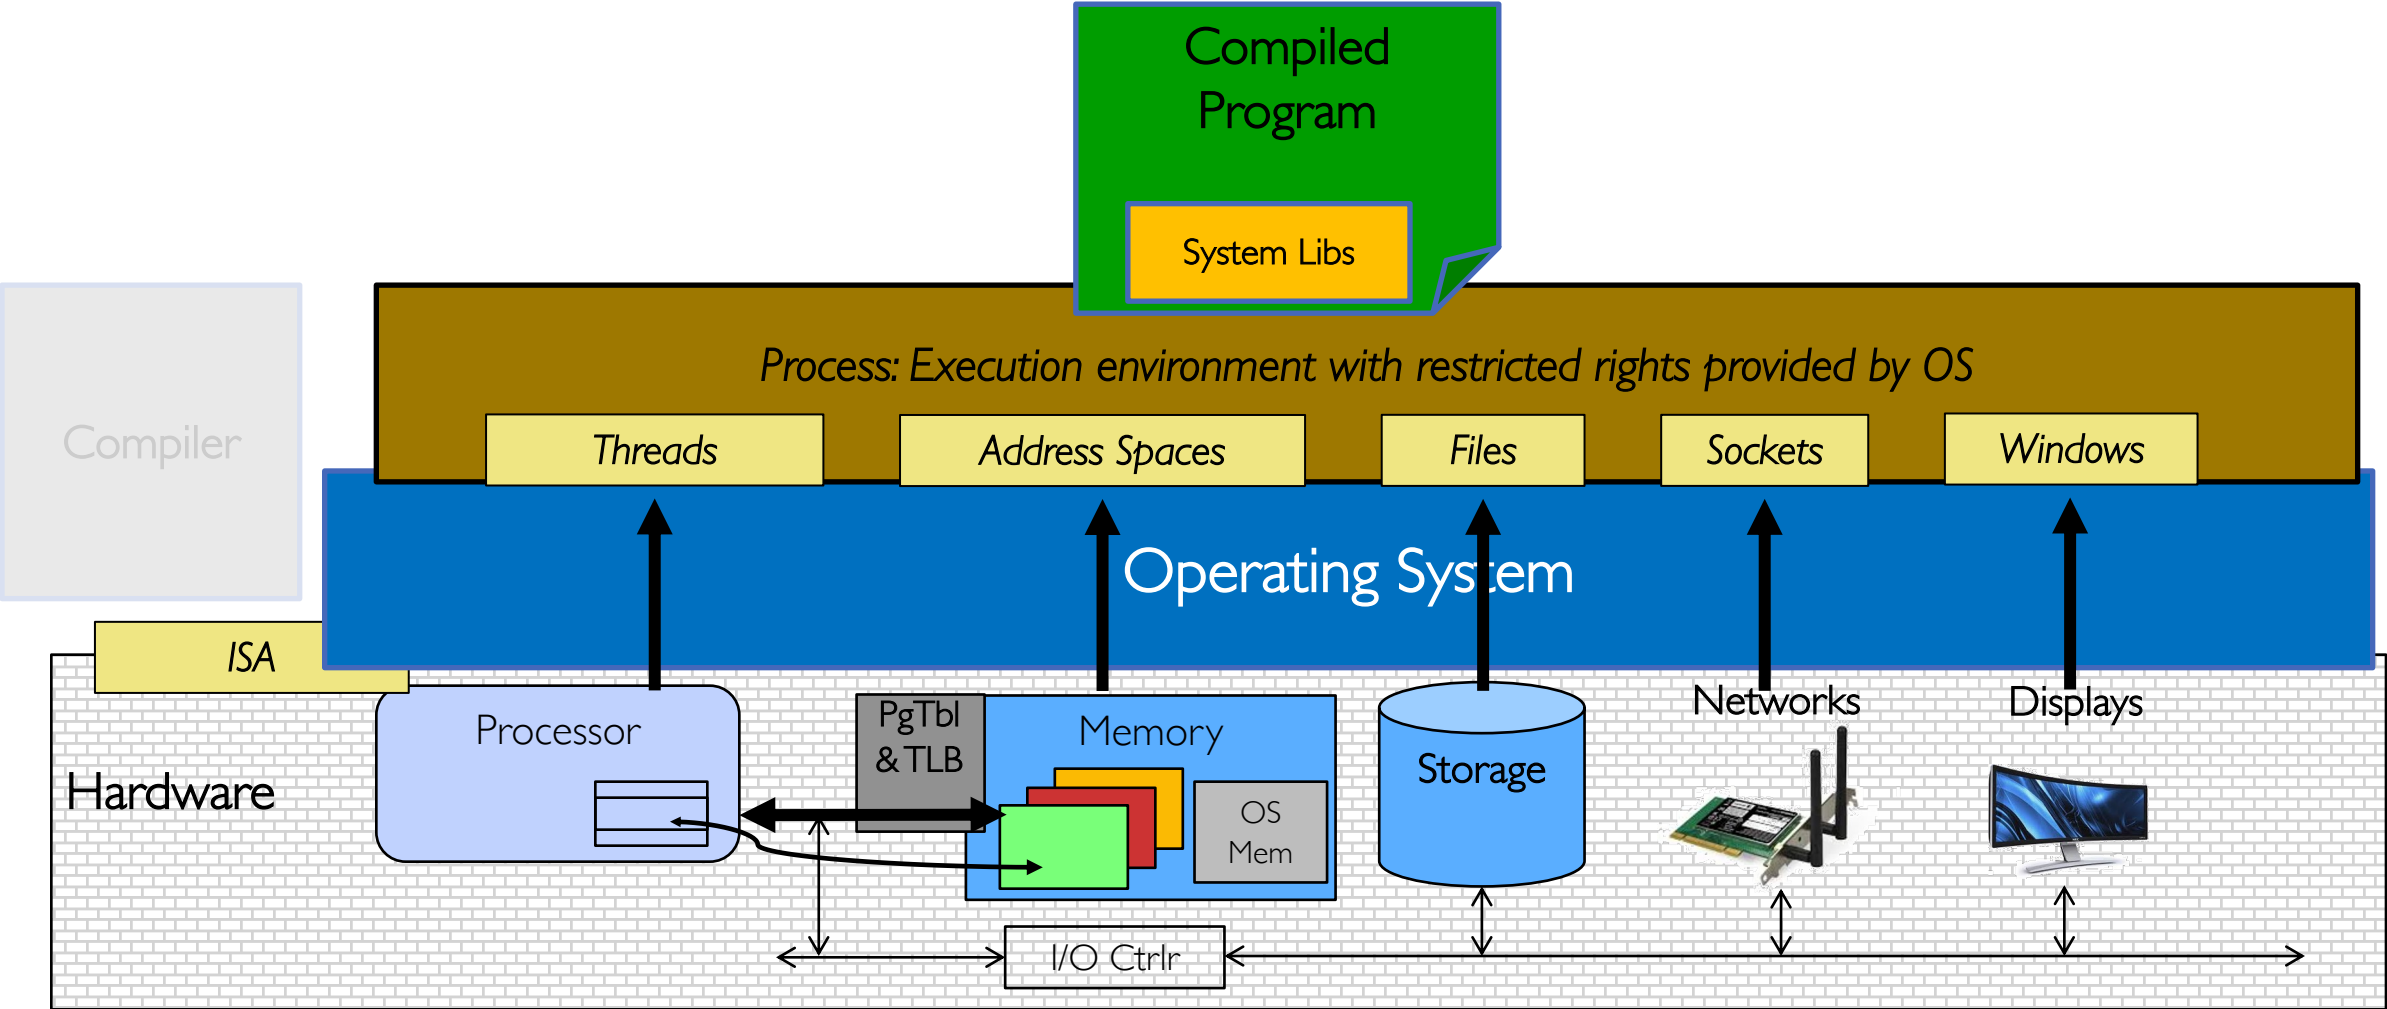 Compiled
Program
System Libs
Compiler
Process: Execution environment with restricted rights provided by OS
Threads
Address Spaces
Files
Sockets
Windows
Operating System
ISA
Hardware
Processor
PgTbl
& TLB
Memory
OS
Mem
Storage
Networks
Displays
I/O Ctrlr